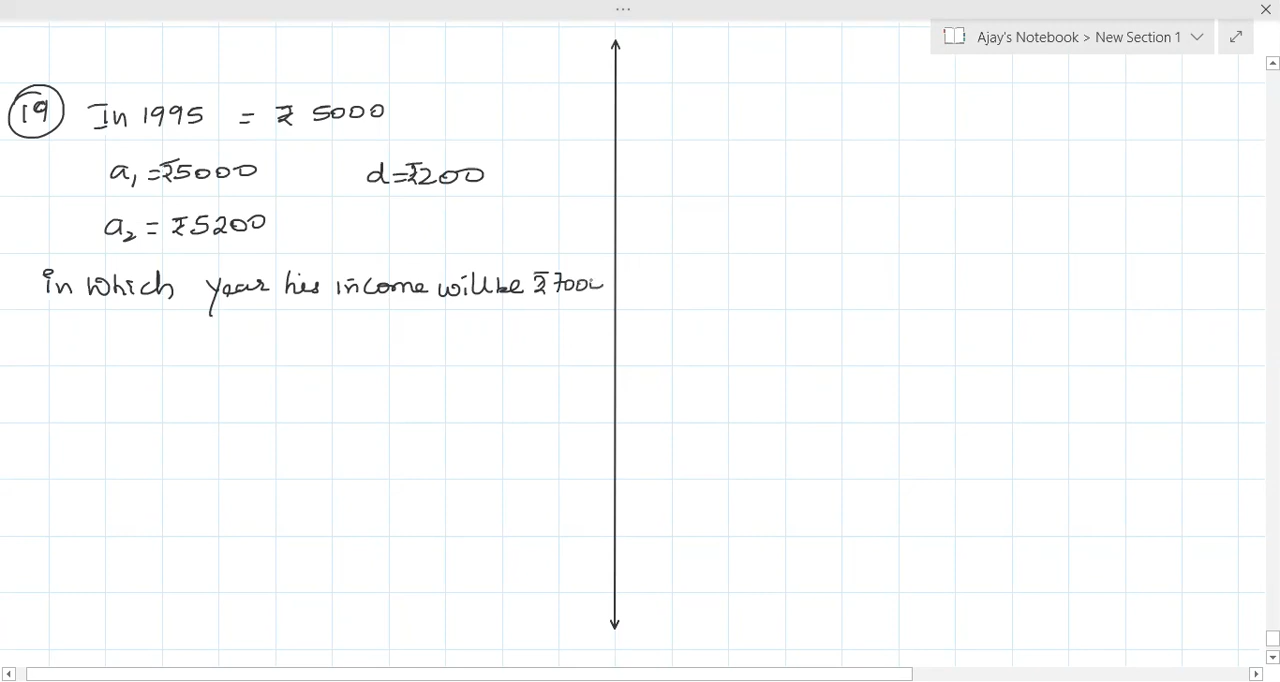 Ajay's Notebook > New Section 1
19 In 1995 = ₹ 5000
a₁ = ₹5000 d = ₹200
a₂ = ₹5200
in which year his income will be ₹7000